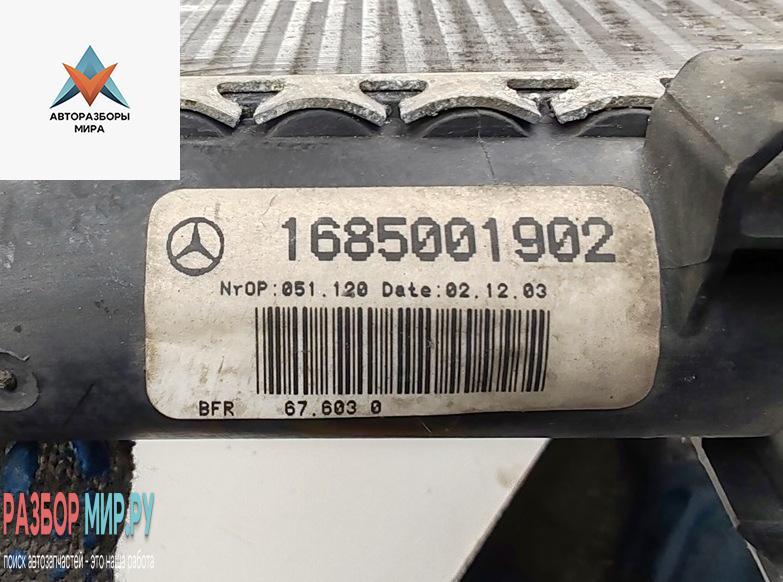 АВТОРАЗБОРЫ
МИРА
1685001902
NrOP:051.120 Date:02.12.03
BFR 67.603 0
РАЗБОР МИР.РУ
поиск автозапчастей - это наша работа